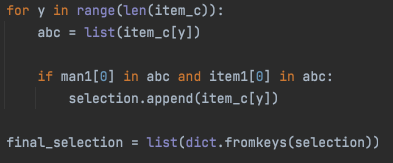 for y in range(len(item_c)):
    abc = list(item_c[y])

    if man1[0] in abc and item1[0] in abc:
        selection.append(item_c[y])

final_selection = list(dict.fromkeys(selection))